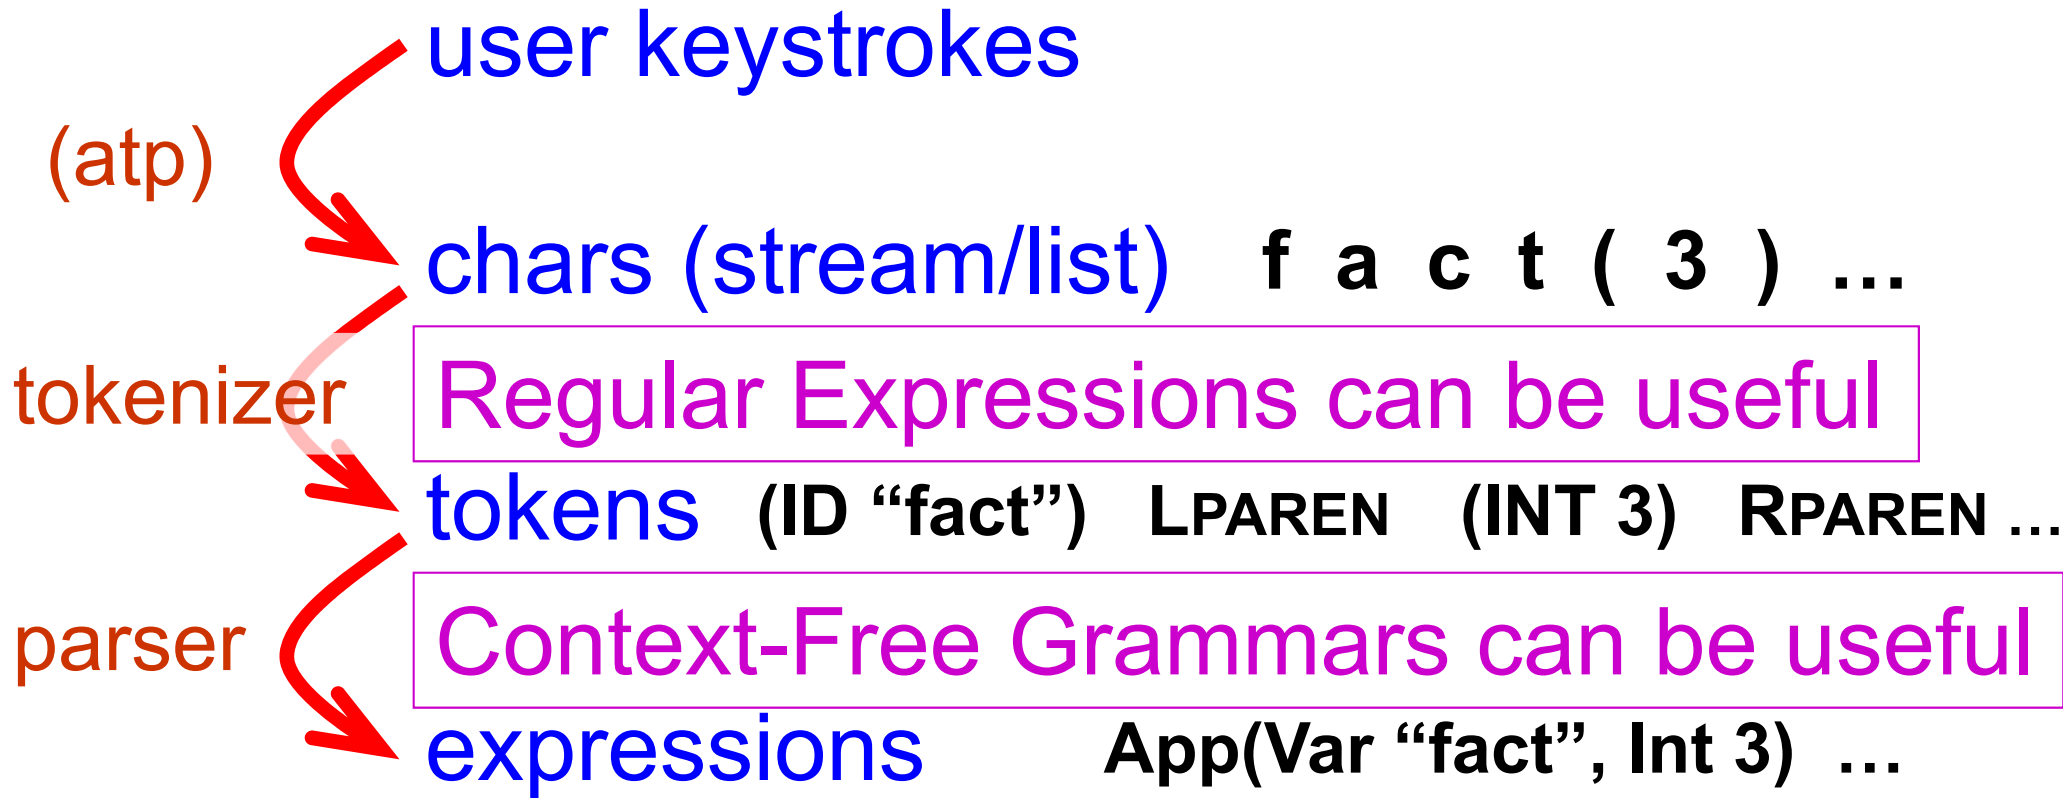 user keystrokes
(atp)
chars (stream/list) f a c t ( 3 ) …
tokenizer Regular Expressions can be useful
tokens (ID “fact”) LPAREN (INT 3) RPAREN …
parser Context-Free Grammars can be useful
expressions App(Var “fact”, Int 3) …